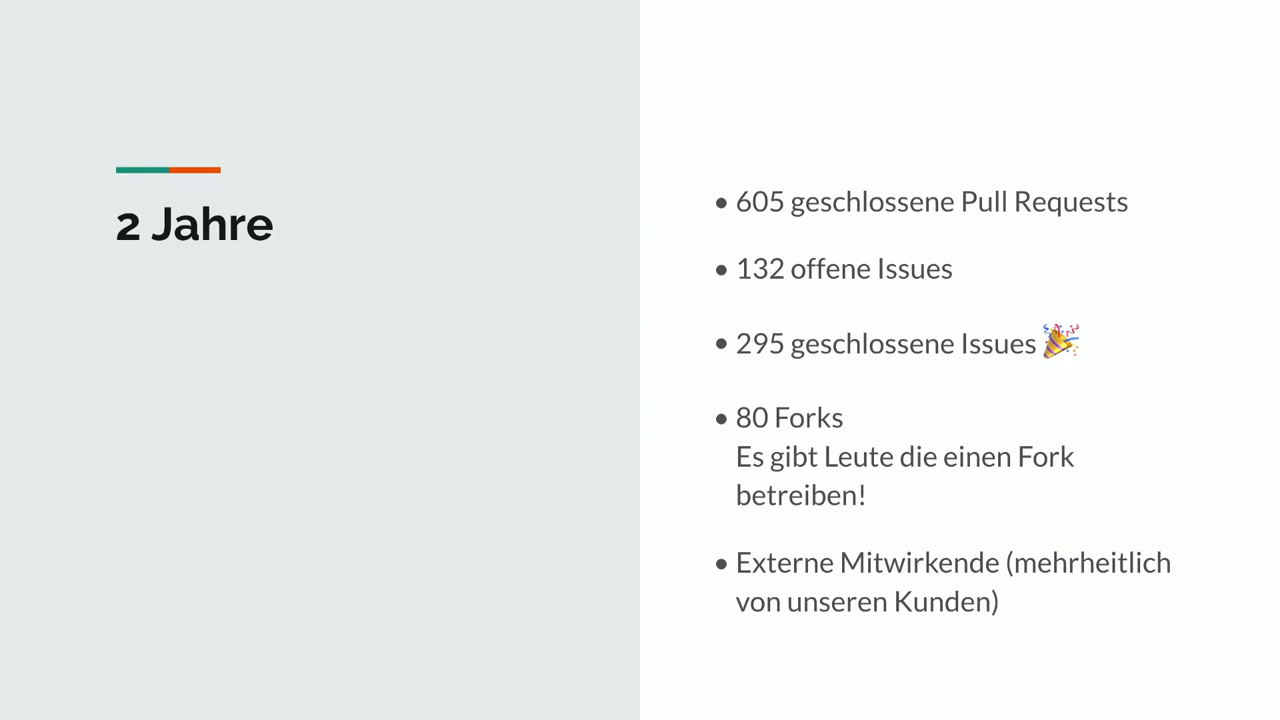 2 Jahre
• 605 geschlossene Pull Requests
• 132 offene Issues
• 295 geschlossene Issues 🎉
• 80 Forks
Es gibt Leute die einen Fork
betreiben!
• Externe Mitwirkende (mehrheitlich
von unseren Kunden)